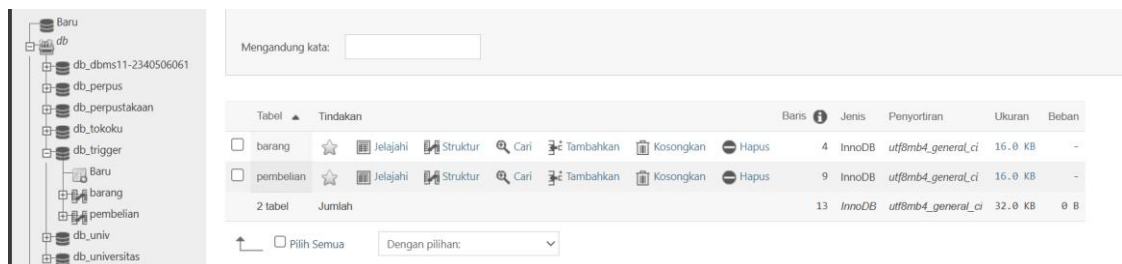 Baru
db
db_dbms11-2340506061
db_perpus
db_perpustakaan
db_tokoku
db_trigger
Baru
barang
pembelian
db_univ
db_universitas
Mengandung kata:
Tabel Tindakan Baris Jenis Penyortiran Ukuran Beban
barang Jelajahi Struktur Cari Tambahkan Kosongkan Hapus 4 InnoDB utf8mb4_general_ci 16.0 KB -
pembelian Jelajahi Struktur Cari Tambahkan Kosongkan Hapus 9 InnoDB utf8mb4_general_ci 16.0 KB -
2 tabel Jumlah 13 InnoDB utf8mb4_general_ci 32.0 KB 0 B
Pilih Semua Dengan pilihan: